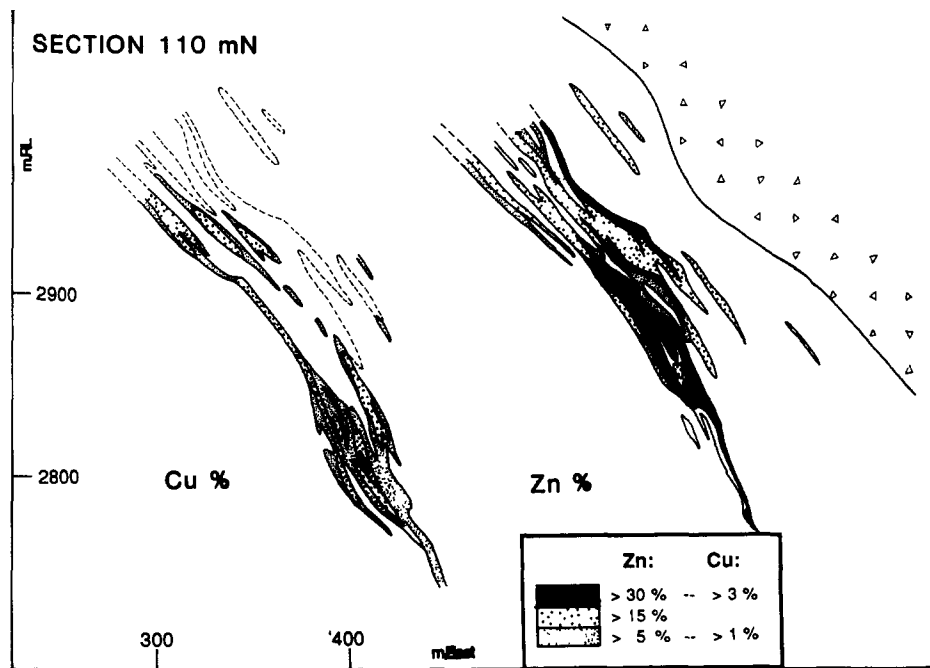 SECTION 110 mN
mRL
2900
2800
Cu %
Zn %
300
400
mEast
Zn: Cu:
> 30 % -- > 3 %
> 15 %
> 5 % -- > 1 %